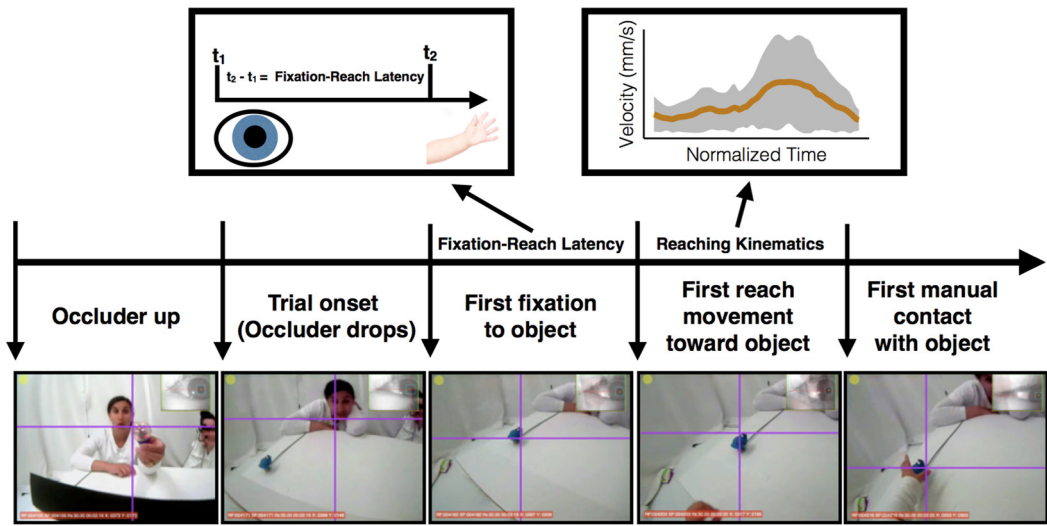 t1
t2
t2 - t1 = Fixation-Reach Latency
Velocity (mm/s)
Normalized Time
Fixation-Reach Latency
Reaching Kinematics
Occluder up
Trial onset
(Occluder drops)
First fixation
to object
First reach
movement
toward object
First manual
contact
with object